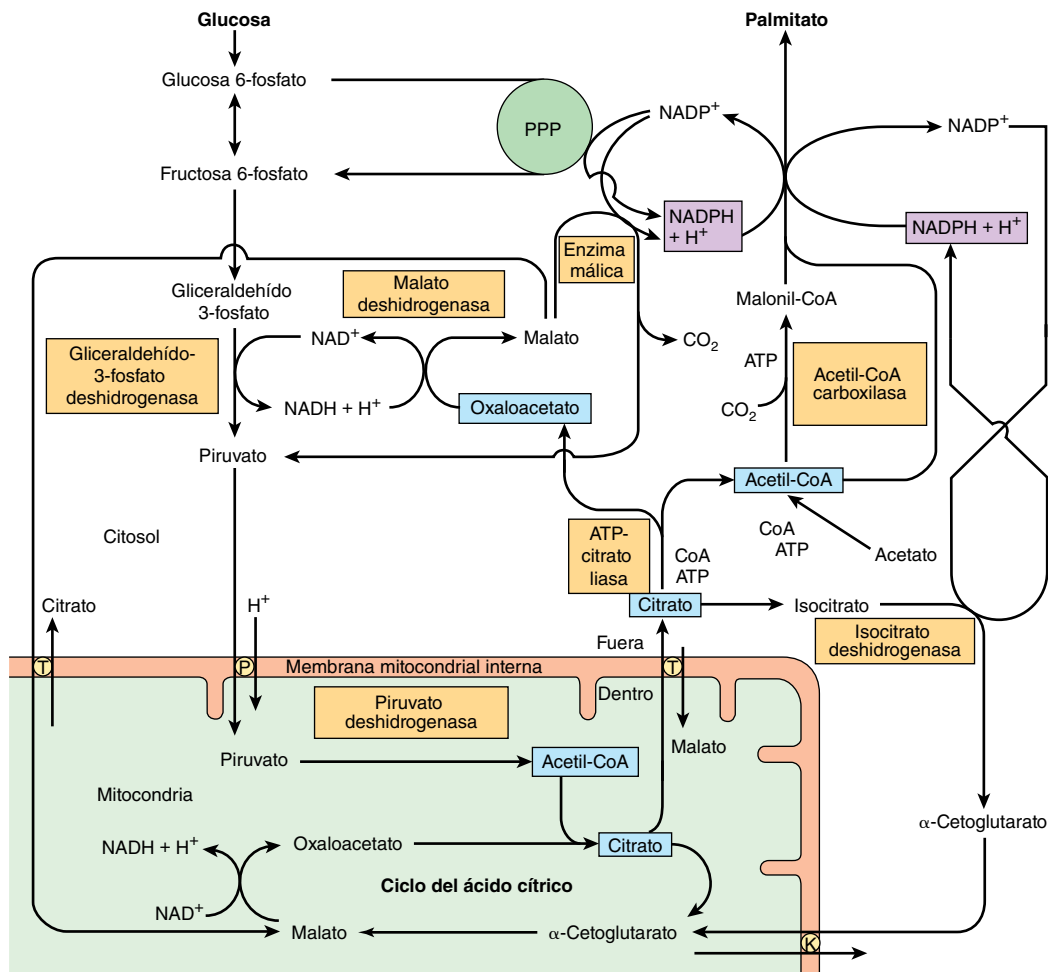 Glucosa
Palmitato
Glucosa 6-fosfato
PPP
NADP+
NADP+
Fructosa 6-fosfato
NADPH
+ H+
NADPH + H+
Enzima
málica
Malato
deshidrogenasa
Gliceraldehído
3-fosfato
Malonil-CoA
NAD+
Malato
CO2
ATP
Gliceraldehído-
3-fosfato
deshidrogenasa
Acetil-CoA
carboxilasa
NADH + H+
Oxaloacetato
CO2
Piruvato
Acetil-CoA
Citosol
ATP-
citrato
liasa
CoA
ATP
CoA
ATP
Acetato
Citrato
H+
Citrato
Isocitrato
Fuera
Isocitrato
deshidrogenasa
T
P
Membrana mitocondrial interna
T
Dentro
Piruvato
deshidrogenasa
Malato
Piruvato
Acetil-CoA
Mitocondria
α-Cetoglutarato
NADH + H+
Oxaloacetato
Citrato
Ciclo del ácido cítrico
NAD+
Malato
α-Cetoglutarato
K